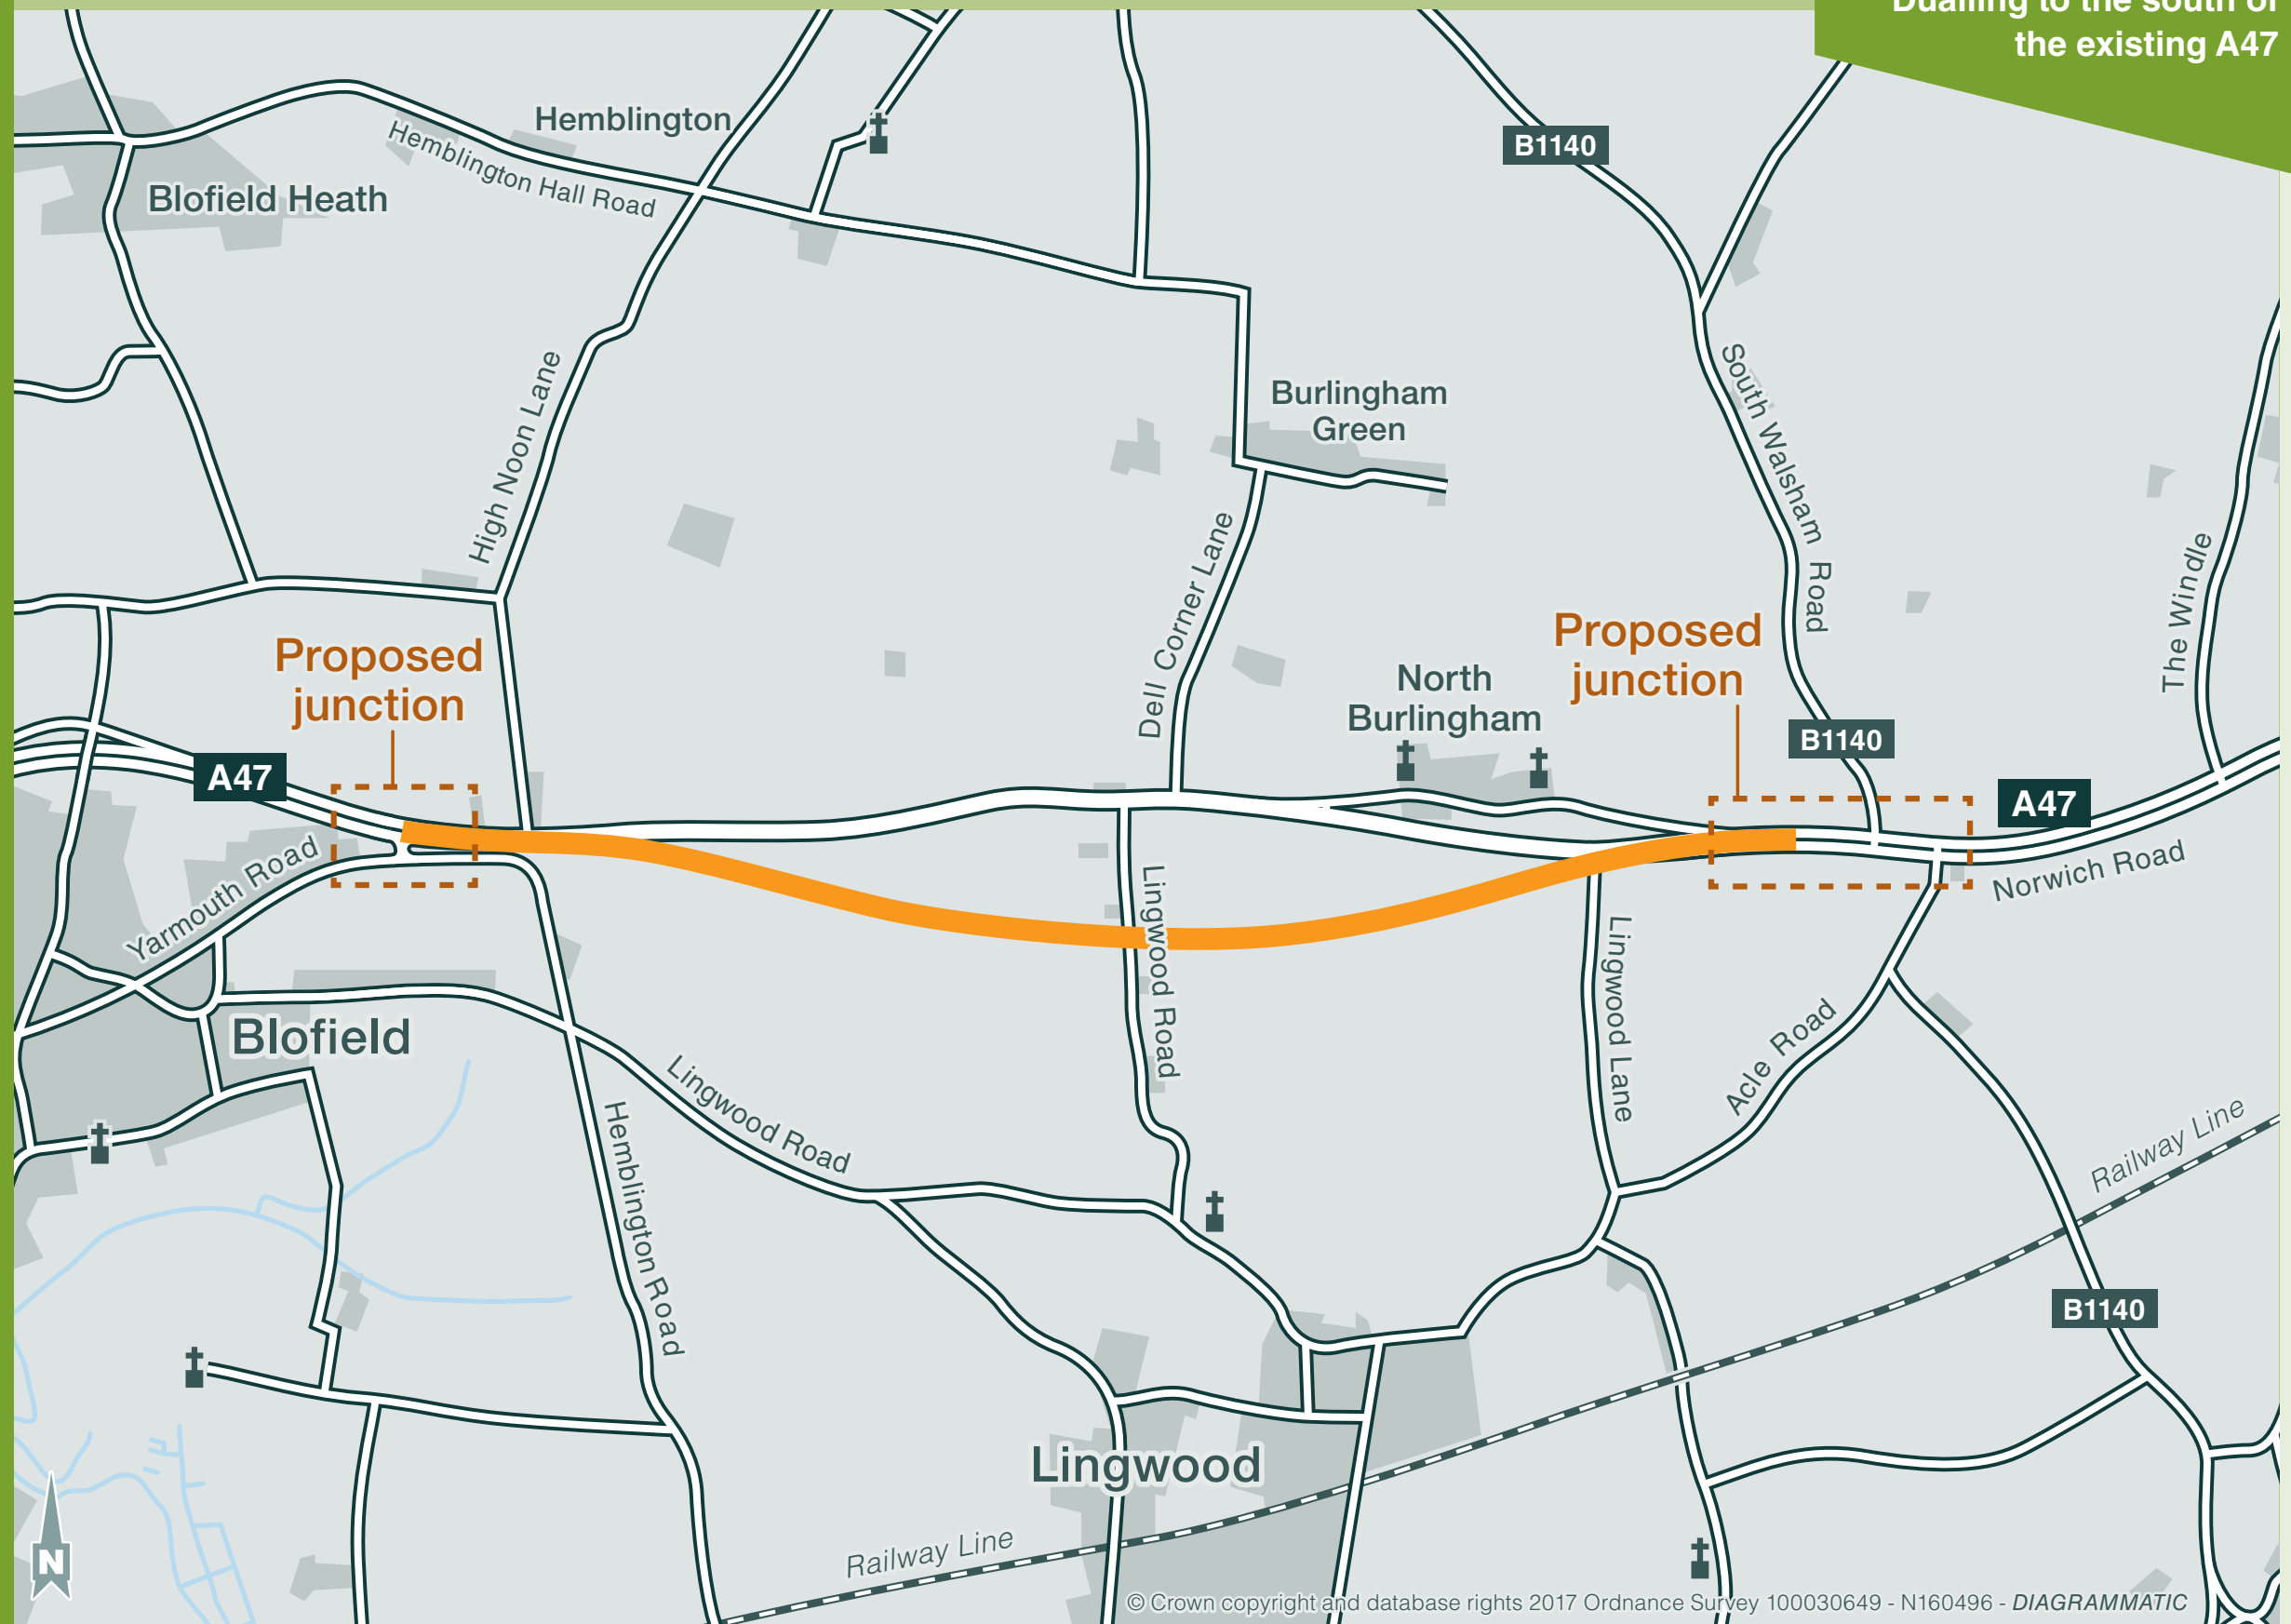 Dualling to the south of
the existing A47
Hemblington
B1140
Hemblington Hall Road
Blofield Heath
High Noon Lane
Burlingham
Green
South Walsham Road
Dell Corner Lane
The Windle
Proposed
junction
Proposed
junction
North
Burlingham
B1140
A47
A47
Norwich Road
Yarmouth Road
Lingwood Road
Lingwood Lane
Blofield
Acle Road
Lingwood Road
Hemblington Road
Railway Line
B1140
Lingwood
Railway Line
N
© Crown copyright and database rights 2017 Ordnance Survey 100030649 - N160496 - DIAGRAMMATIC